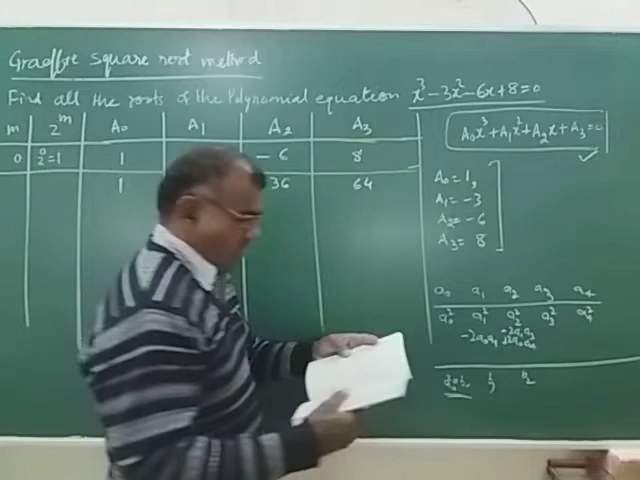 Graeffye square root method
Find all the roots of the Polynomial equation x³ - 3x² - 6x + 8 = 0
m 2^m A₀ A₁ A₂ A₃
0 2⁰=1 1 -6 8
1 36 64
A₀x³ + A₁x² + A₂x + A₃ = 0
A₀ = 1,
A₁ = -3
A₂ = -6
A₃ = 8
a₀ a₁ a₂ a₃ a₄
a₀² a₁² a₂² a₃² a₄²
-2a₀a₂